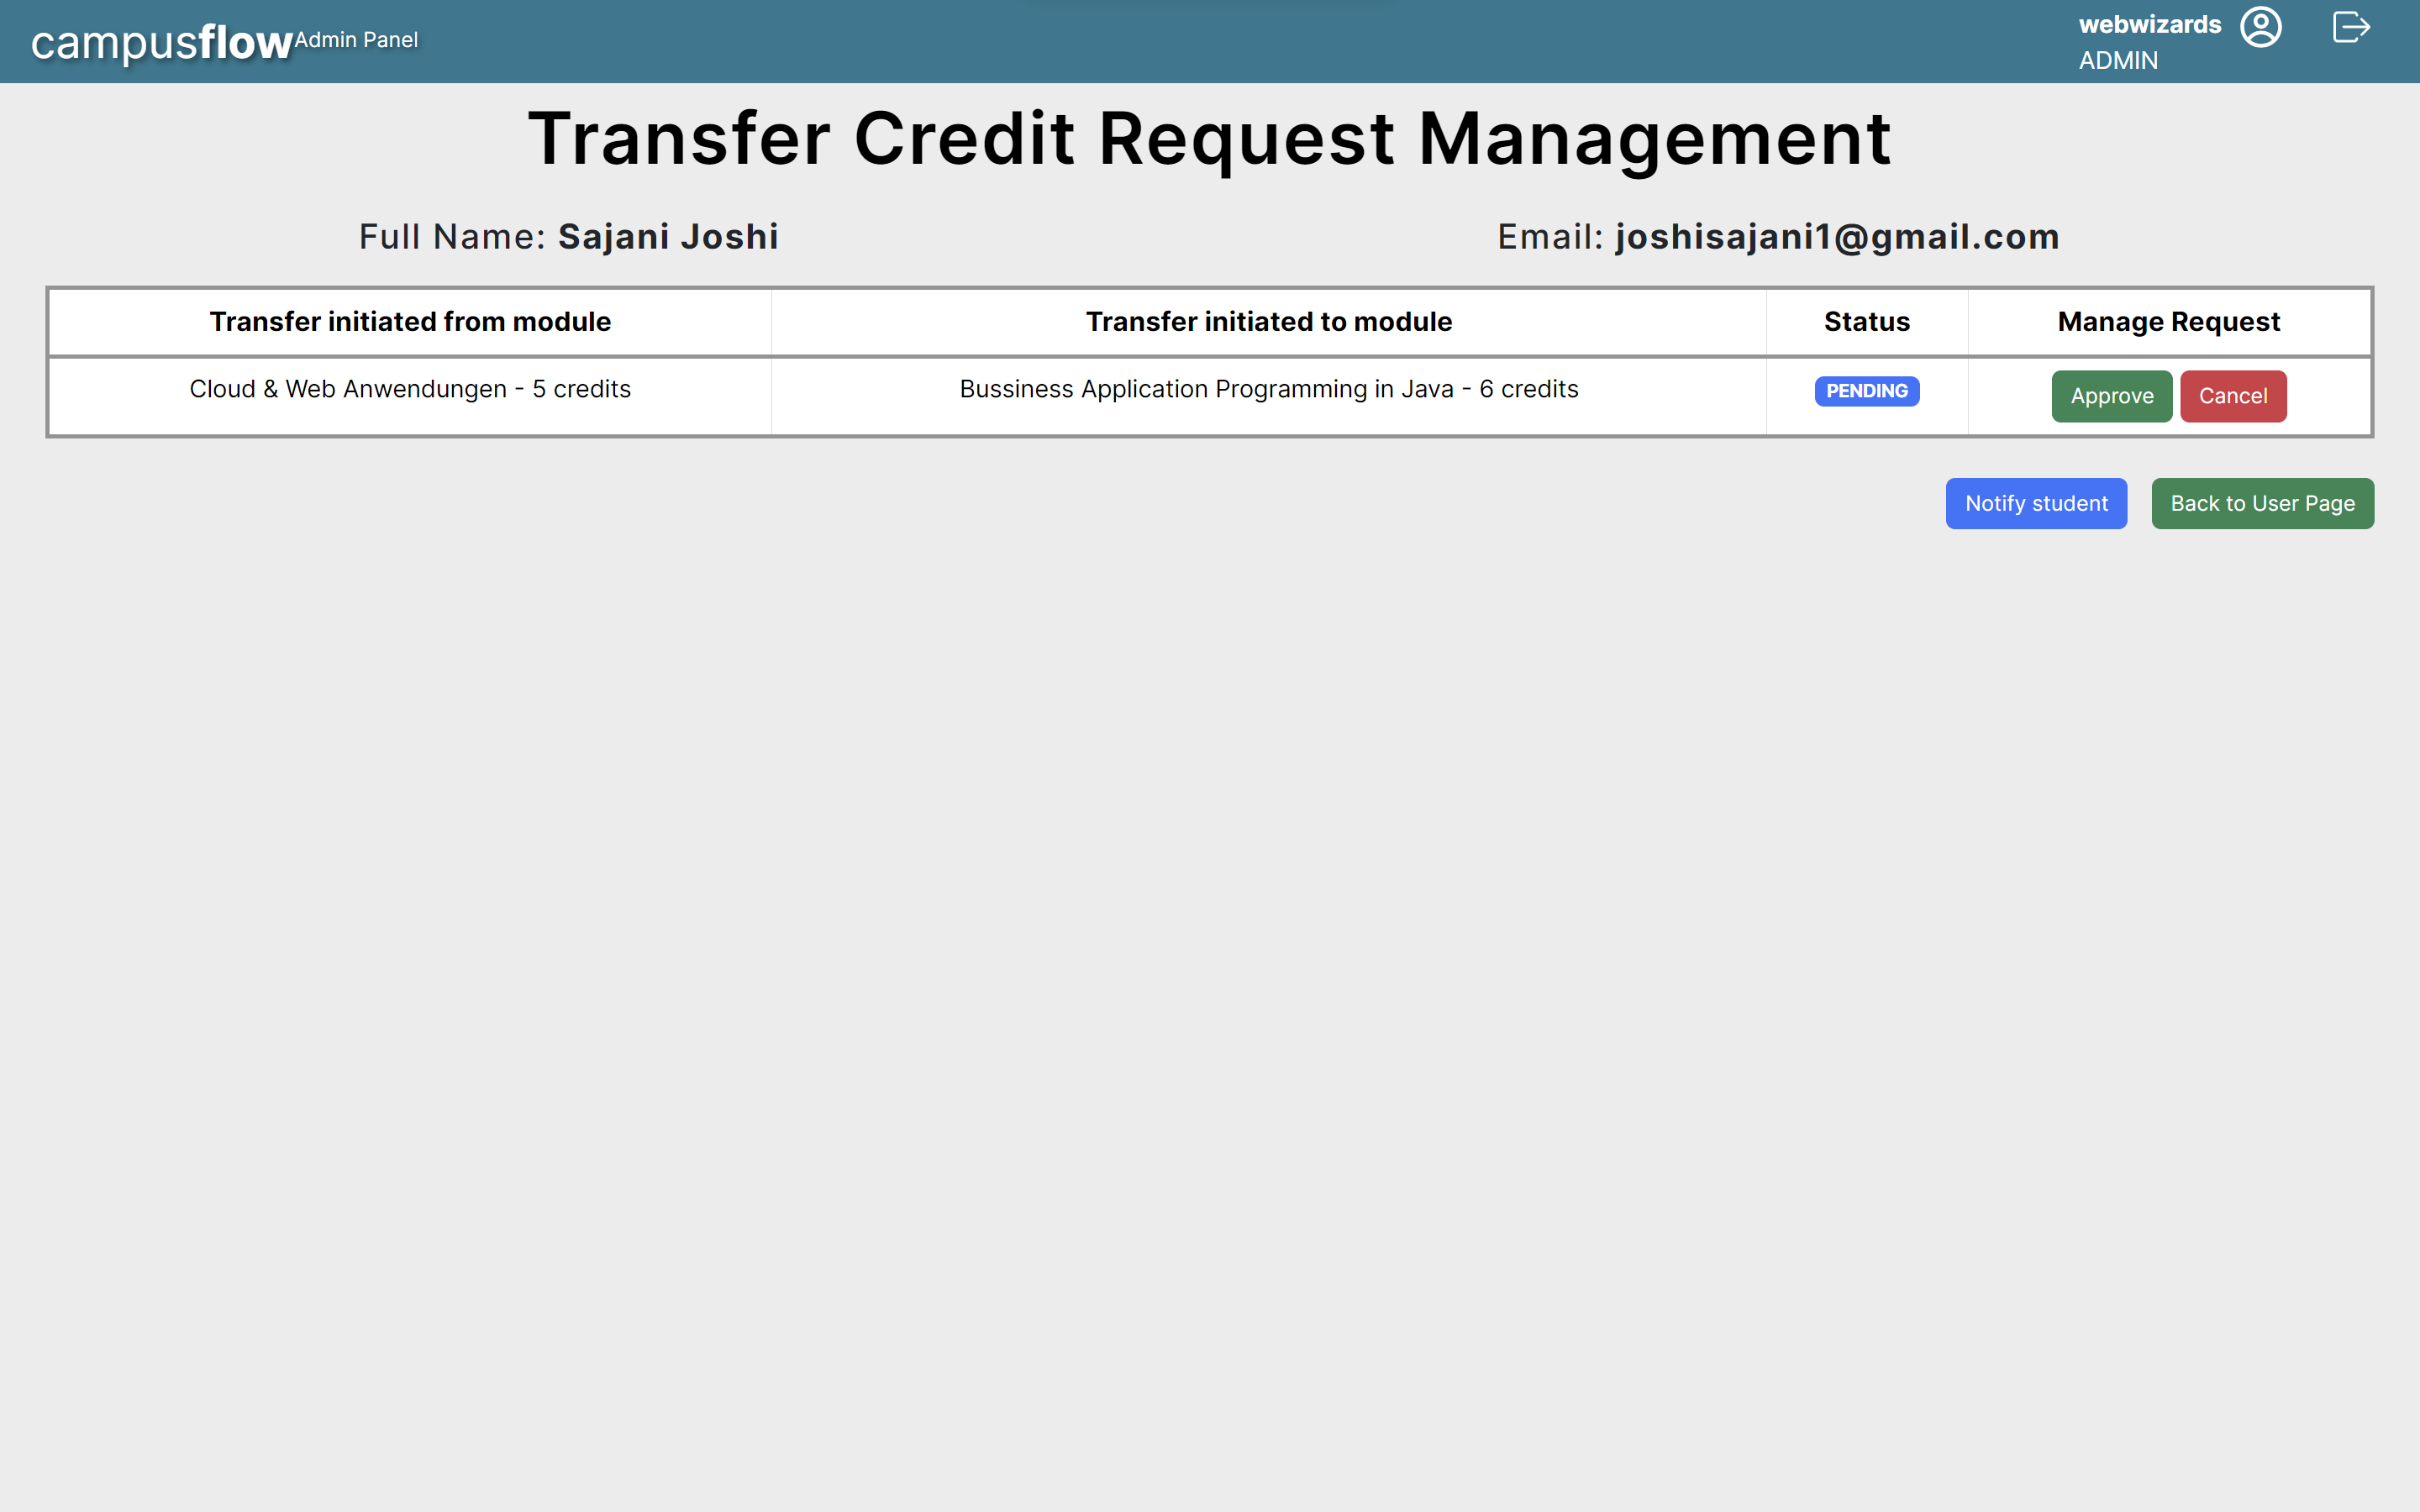 campusflow Admin Panel
webwizards
ADMIN
Transfer Credit Request Management
Full Name: Sajani Joshi
Email: joshisajani1@gmail.com
Transfer initiated from module
Transfer initiated to module
Status
Manage Request
Cloud & Web Anwendungen - 5 credits
Bussiness Application Programming in Java - 6 credits
PENDING
Approve
Cancel
Notify student
Back to User Page